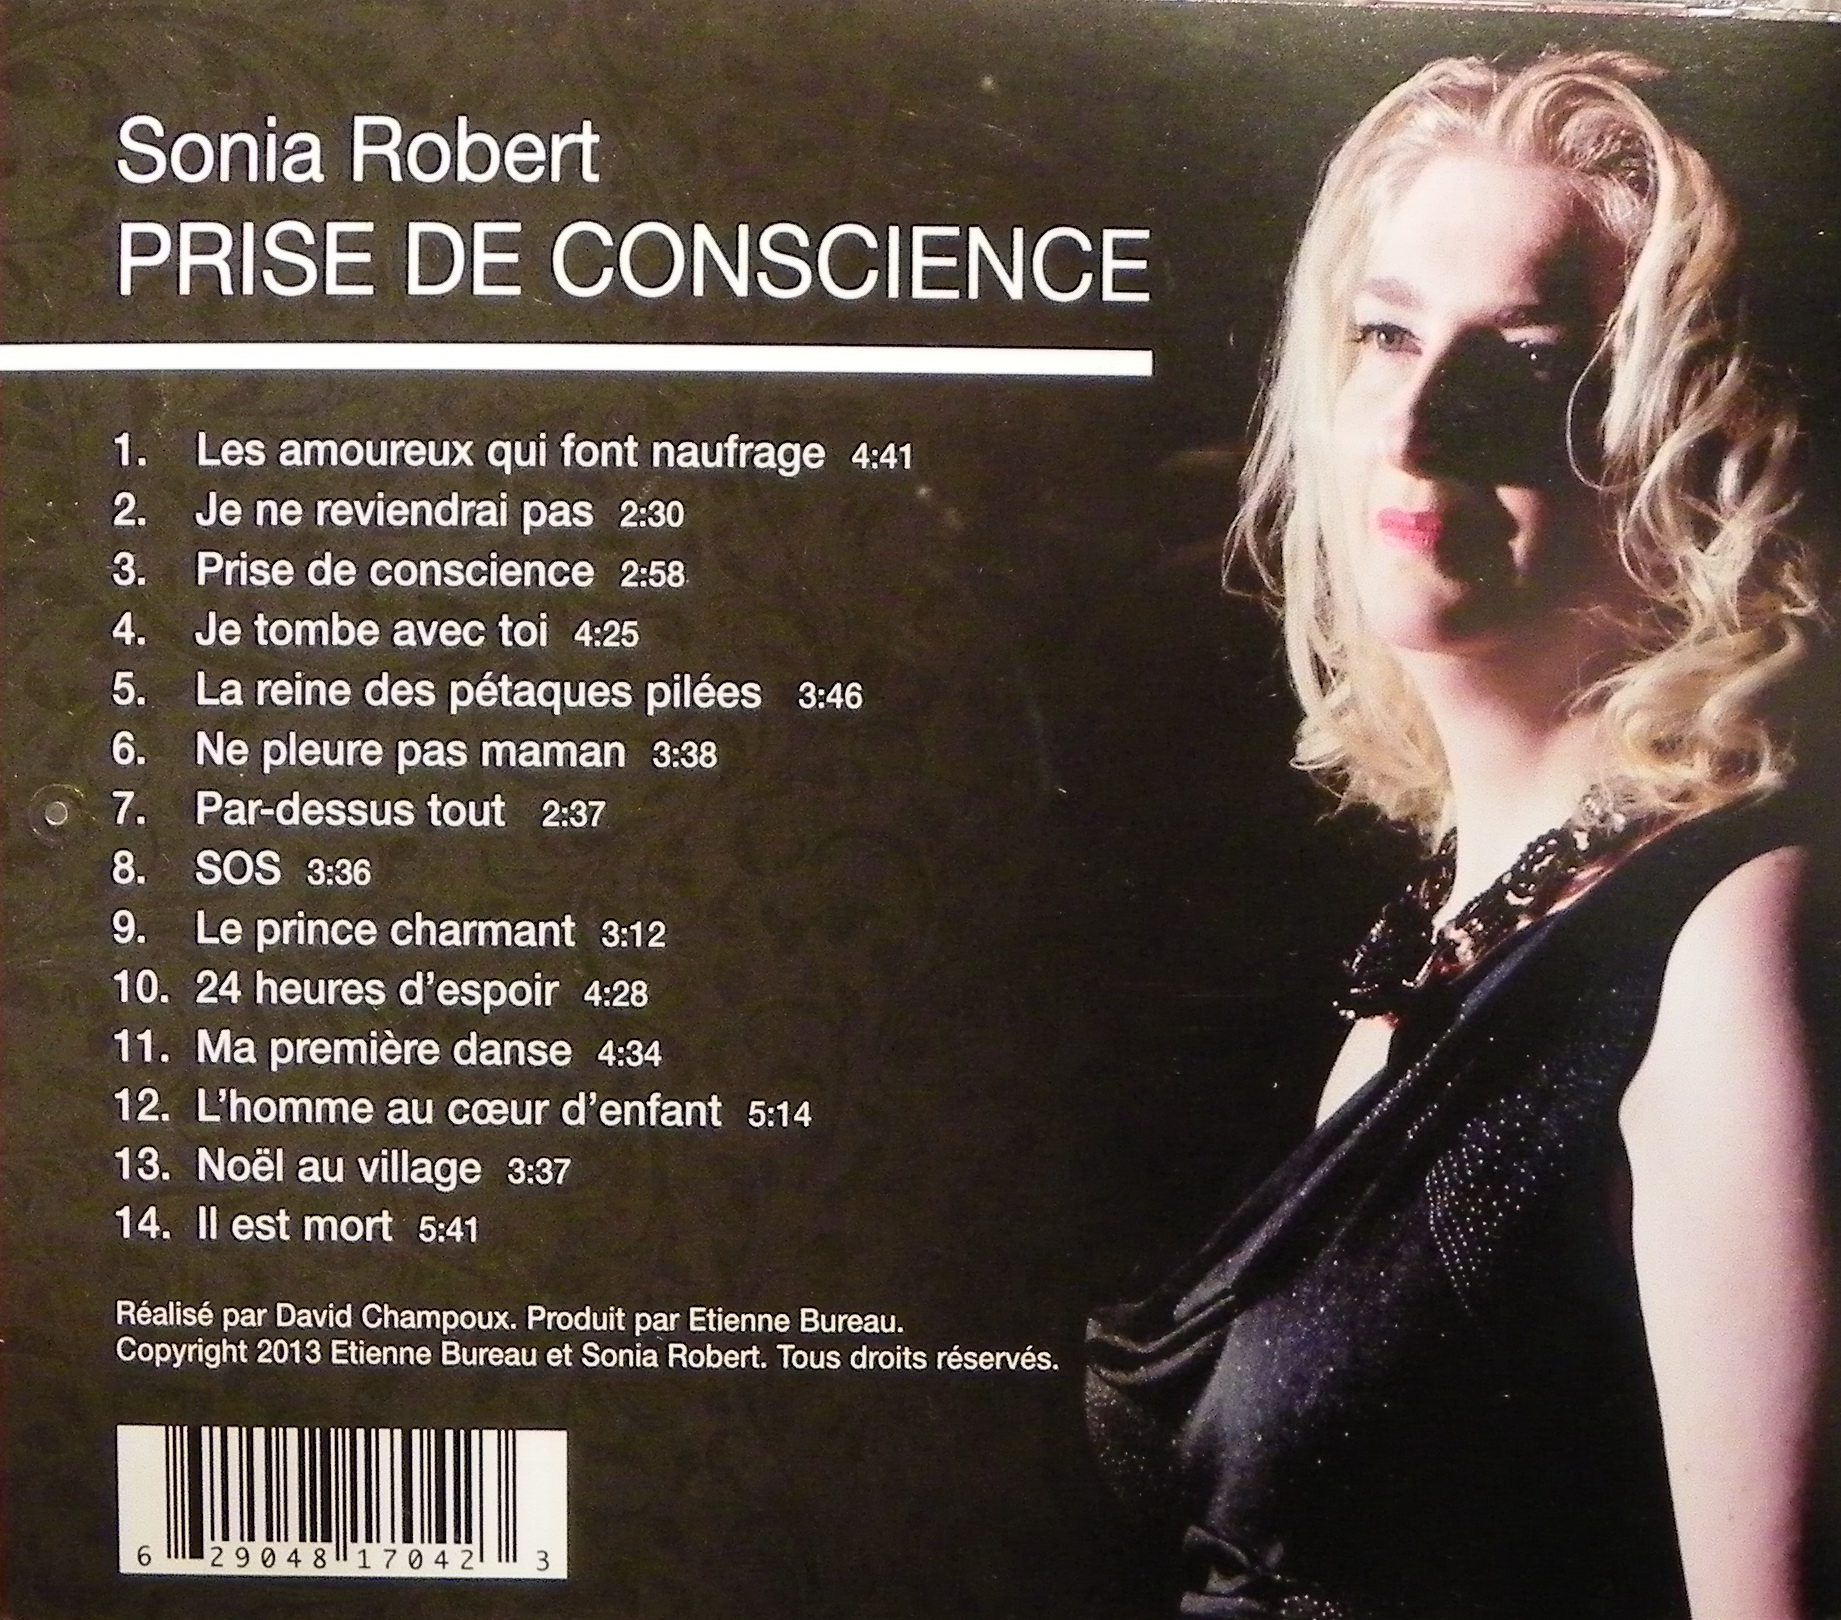 Sonia Robert
PRISE DE CONSCIENCE
1. Les amoureux qui font naufrage 4:41
2. Je ne reviendrai pas 2:30
3. Prise de conscience 2:58
4. Je tombe avec toi 4:25
5. La reine des pétaques pilées 3:46
6. Ne pleure pas maman 3:38
7. Par-dessus tout 2:37
8. SOS 3:36
9. Le prince charmant 3:12
10. 24 heures d’espoir 4:28
11. Ma première danse 4:34
12. L’homme au cœur d’enfant 5:14
13. Noël au village 3:37
14. Il est mort 5:41
Réalisé par David Champoux. Produit par Etienne Bureau.
Copyright 2013 Etienne Bureau et Sonia Robert. Tous droits réservés.
6 29048 17042 3